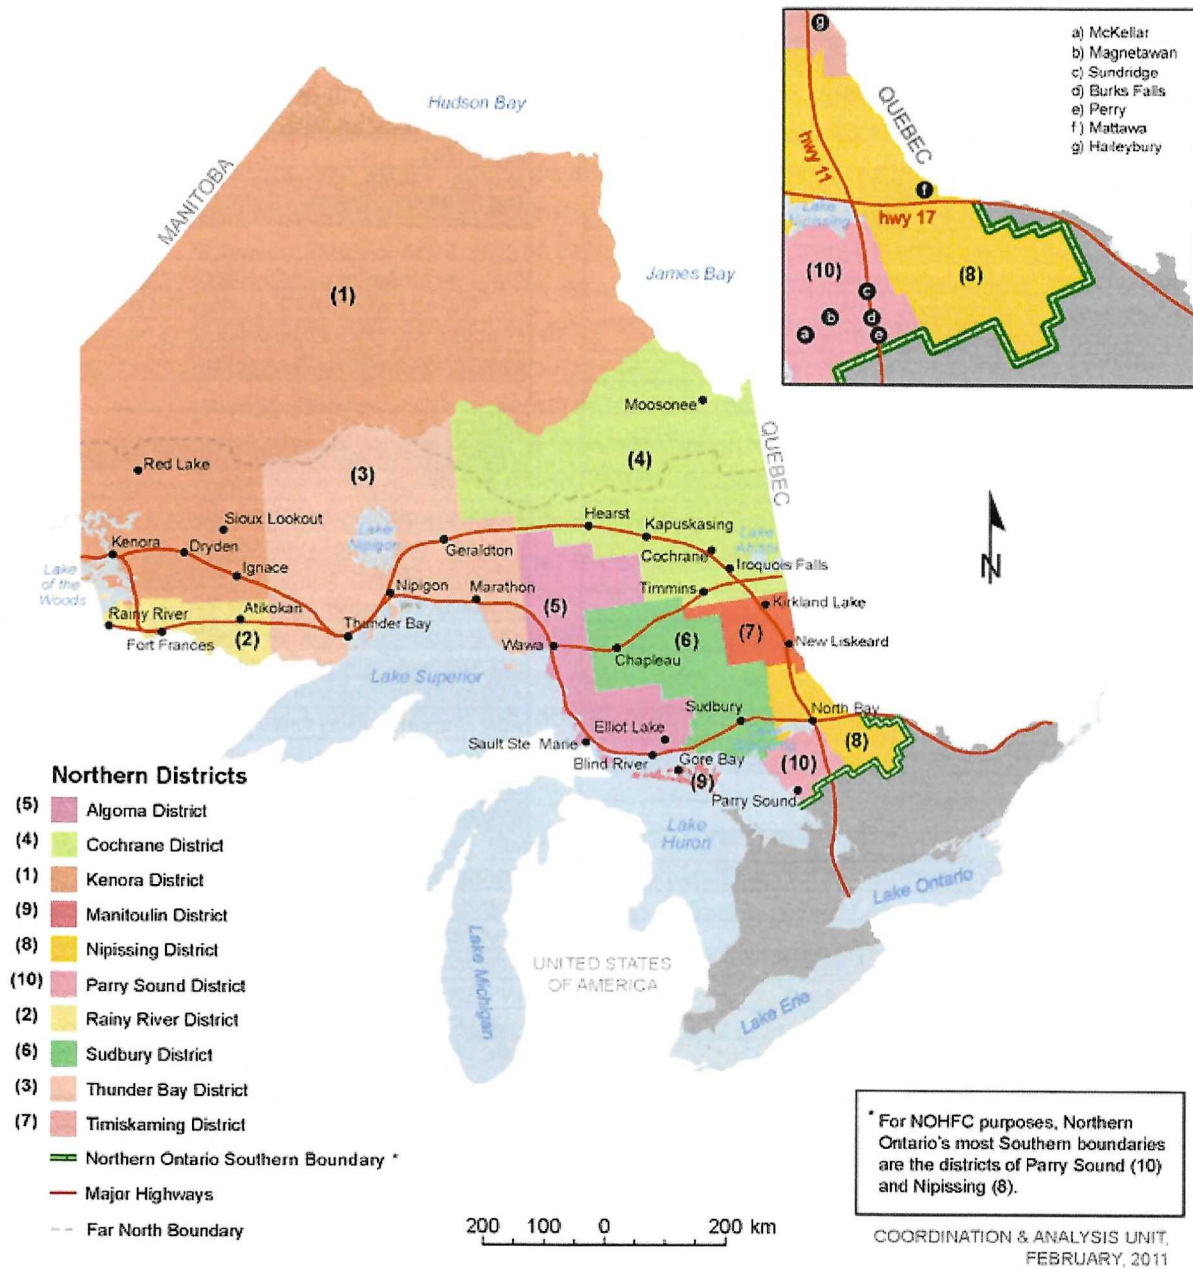 Hudson Bay
MANITOBA
James Bay
(1)
Moosonee
QUEBEC
(4)
(3)
Red Lake
Sioux Lookout
Kenora
Dryden
Ignace
Lake
of the
Woods
Lake
Nipigon
Geraldton
Hearst
Kapuskasing
Cochrane
Lake
Abitibi
Iroquois Falls
Timmins
Kirkland Lake
Nipigon
Marathon
Rainy River
Atikokan
Fort Frances
(2)
Thunder Bay
(5)
(6)
(7)
New Liskeard
Wawa
Chapleau
Lake Superior
Sudbury
North Bay
Elliot Lake
Sault Ste Marie
Blind River
Gore Bay
(9)
(10)
(8)
Parry Sound
Lake
Huron
Lake Michigan
Lake Ontario
Lake Erie
UNITED STATES
OF AMERICA
N
g
a) McKellar
b) Magnetawan
c) Sundridge
d) Burks Falls
e) Perry
f) Mattawa
g) Haileybury
QUEBEC
hwy 11
f
Lake
Nipissing
hwy 17
(10)
(8)
c
b
d
a
e
Northern Districts
(5) Algoma District
(4) Cochrane District
(1) Kenora District
(9) Manitoulin District
(8) Nipissing District
(10) Parry Sound District
(2) Rainy River District
(6) Sudbury District
(3) Thunder Bay District
(7) Timiskaming District
Northern Ontario Southern Boundary *
Major Highways
Far North Boundary
200 100 0 200 km
* For NOHFC purposes, Northern
Ontario's most Southern boundaries
are the districts of Parry Sound (10)
and Nipissing (8).
COORDINATION & ANALYSIS UNIT,
FEBRUARY, 2011